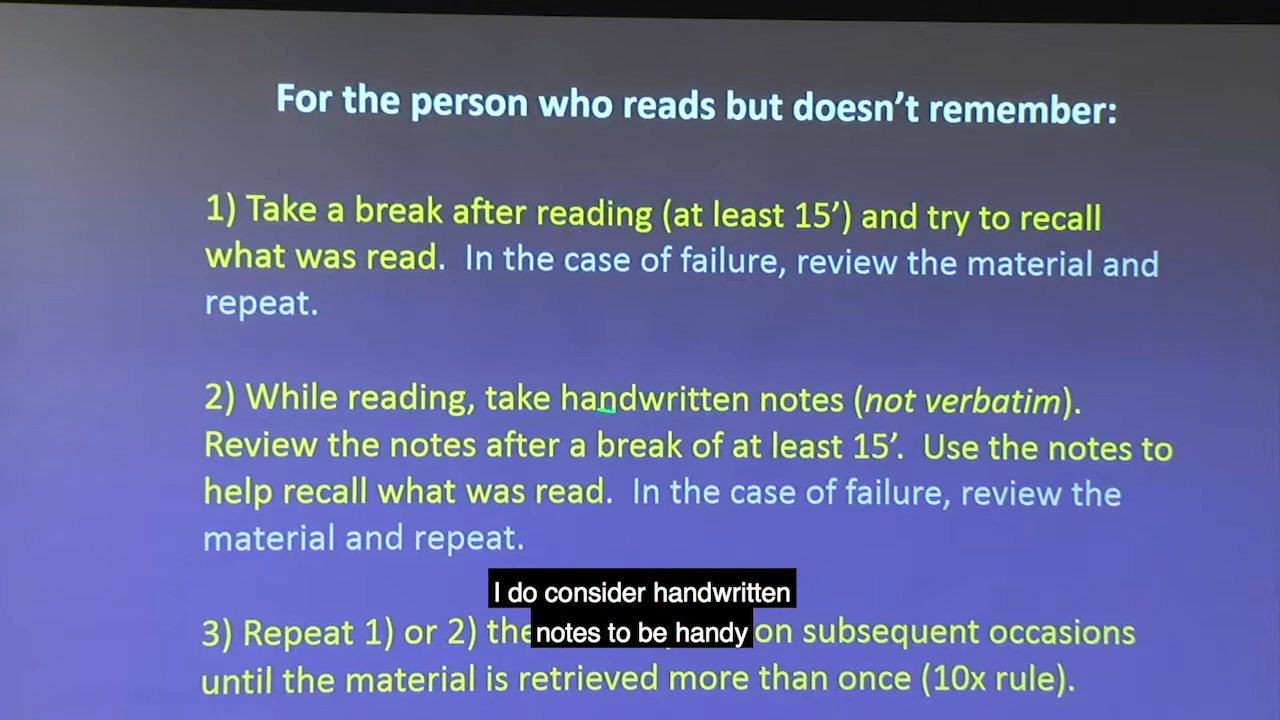 For the person who reads but doesn't remember:
1) Take a break after reading (at least 15') and try to recall
what was read. In the case of failure, review the material and
repeat.
2) While reading, take handwritten notes (not verbatim).
Review the notes after a break of at least 15'. Use the notes to
help recall what was read. In the case of failure, review the
material and repeat.
I do consider handwritten
notes to be handy
3) Repeat 1) or 2) on subsequent occasions
until the material is retrieved more than once (10x rule).